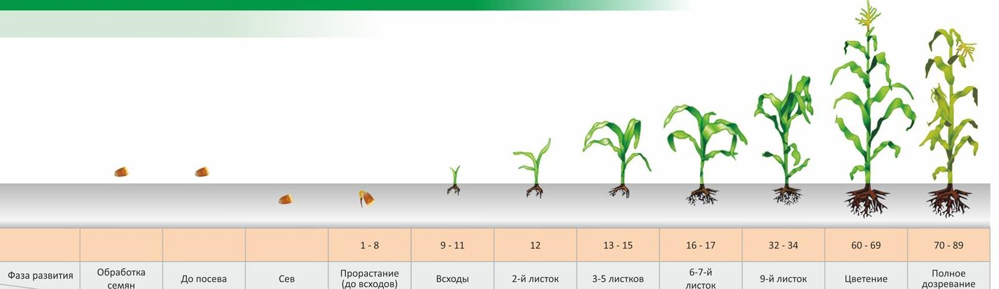 1 - 8
9 - 11
12
13 - 15
16 - 17
32 - 34
60 - 69
70 - 89
Фаза развития
Обработка
семян
До посева
Сев
Прорастание
(до всходов)
Всходы
2-й листок
3-5 листков
6-7-й
листок
9-й листок
Цветение
Полное
дозревание